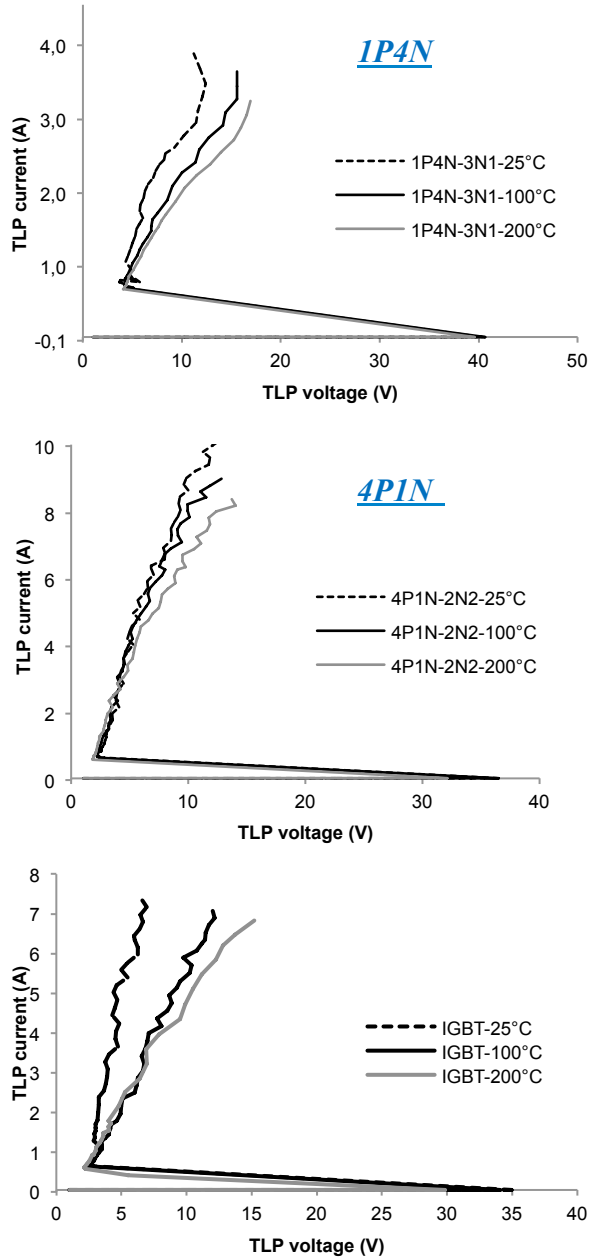 1P4N
4,0
3,0
2,0
1,0
-0,1
TLP current (A)
1P4N-3N1-25°C
1P4N-3N1-100°C
1P4N-3N1-200°C
0 10 20 30 40 50
TLP voltage (V)
4P1N
10
8
6
4
2
0
TLP current (A)
4P1N-2N2-25°C
4P1N-2N2-100°C
4P1N-2N2-200°C
0 10 20 30 40
TLP voltage (V)
8
7
6
5
4
3
2
1
0
TLP current (A)
IGBT-25°C
IGBT-100°C
IGBT-200°C
0 5 10 15 20 25 30 35 40
TLP voltage (V)